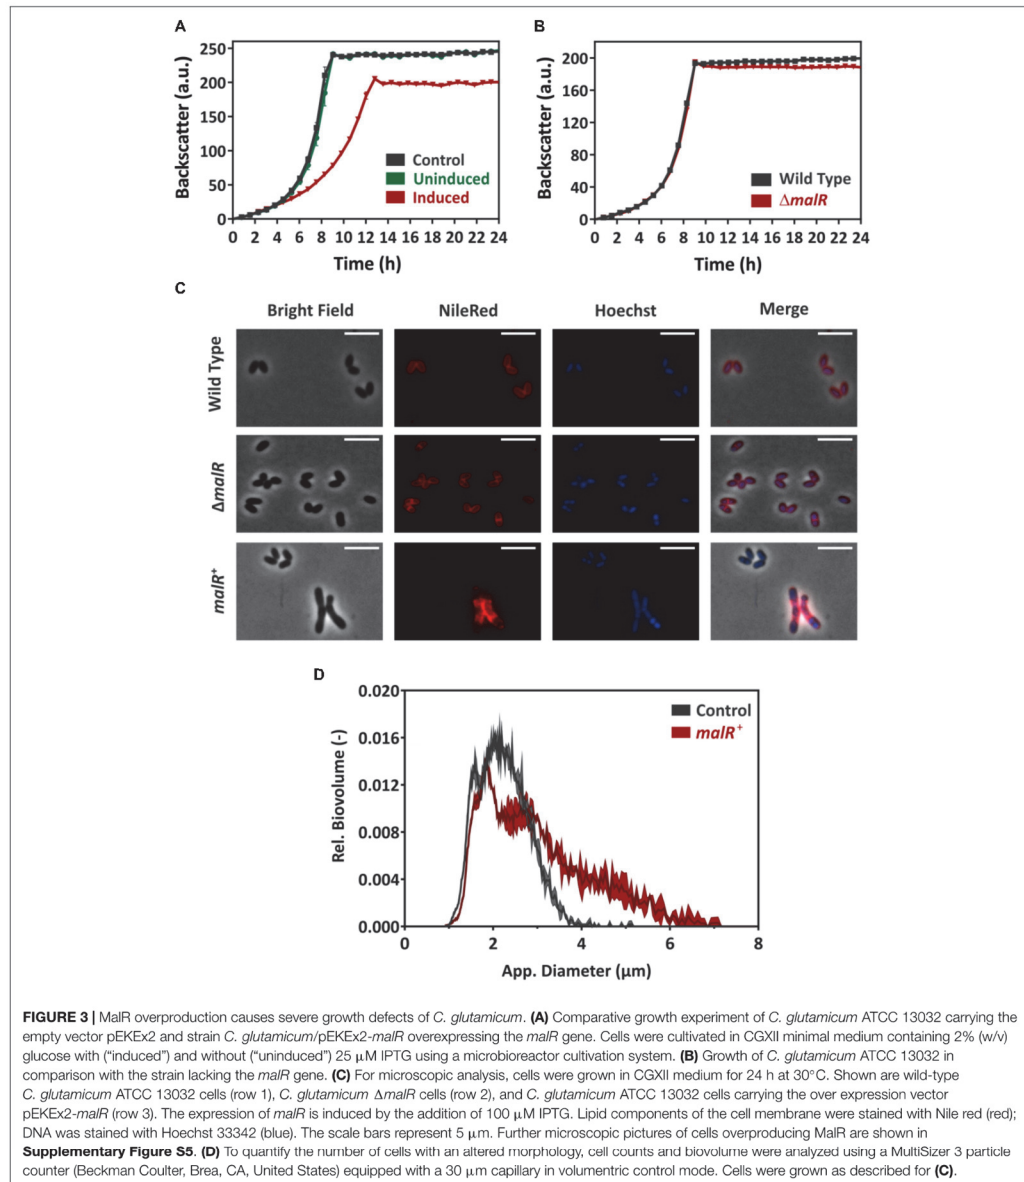 A
Backscatter (a.u.)
250
200
150
100
50
0
Control
Uninduced
Induced
0 2 4 6 8 10 12 14 16 18 20 22 24
Time (h)
B
Backscatter (a.u.)
200
160
120
80
40
0
Wild Type
ΔmalR
0 2 4 6 8 10 12 14 16 18 20 22 24
Time (h)
C
Bright Field NileRed Hoechst Merge
Wild Type
ΔmalR
malR+
D
Rel. Biovolume (-)
0.020
0.016
0.012
0.008
0.004
0.000
Control
malR+
0 2 4 6 8
App. Diameter (μm)
FIGURE 3 | MalR overproduction causes severe growth defects of C. glutamicum. (A) Comparative growth experiment of C. glutamicum ATCC 13032 carrying the
empty vector pEKEx2 and strain C. glutamicum/pEKEx2-malR overexpressing the malR gene. Cells were cultivated in CGXII minimal medium containing 2% (w/v)
glucose with (“induced”) and without (“uninduced”) 25 μM IPTG using a microbioreactor cultivation system. (B) Growth of C. glutamicum ATCC 13032 in
comparison with the strain lacking the malR gene. (C) For microscopic analysis, cells were grown in CGXII medium for 24 h at 30°C. Shown are wild-type
C. glutamicum ATCC 13032 cells (row 1), C. glutamicum ΔmalR cells (row 2), and C. glutamicum ATCC 13032 cells carrying the over expression vector
pEKEx2-malR (row 3). The expression of malR is induced by the addition of 100 μM IPTG. Lipid components of the cell membrane were stained with Nile red (red);
DNA was stained with Hoechst 33342 (blue). The scale bars represent 5 μm. Further microscopic pictures of cells overproducing MalR are shown in
Supplementary Figure S5. (D) To quantify the number of cells with an altered morphology, cell counts and biovolume were analyzed using a MultiSizer 3 particle
counter (Beckman Coulter, Brea, CA, United States) equipped with a 30 μm capillary in volumentric control mode. Cells were grown as described for (C).